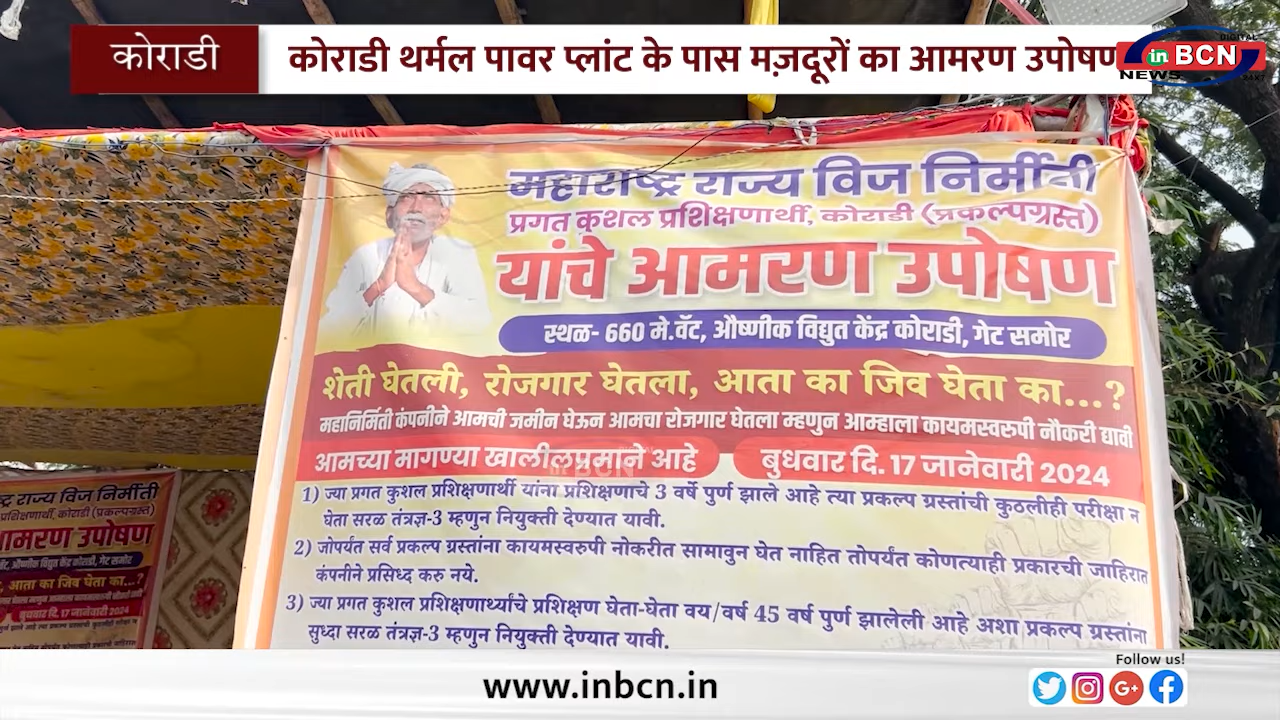 कोराडी
कोराडी थर्मल पावर प्लांट के पास मज़दूरों का आमरण उपोषण
DIGITAL
in BCN
NEWS
24X7
महाराष्ट्र राज्य विज निर्मीती
प्रगत कुशल प्रशिक्षणार्थी, कोराडी (प्रकल्पग्रस्त)
यांचे आमरण उपोषण
स्थळ- 660 मे.वॅट, औष्णीक विद्युत केंद्र कोराडी, गेट समोर
शेती घेतली, रोजगार घेतला, आता का जिव घेता का...?
महानिर्मिती कंपनीने आमची जमीन घेऊन आमचा रोजगार घेतला म्हणुन आम्हाला कायमस्वरुपी नौकरी द्यावी
आमच्या मागण्या खालीलप्रमाने आहे
बुधवार दि. 17 जानेवारी 2024
1) ज्या प्रगत कुशल प्रशिक्षणार्थी यांना प्रशिक्षणाचे 3 वर्षे पुर्ण झाले आहे त्या प्रकल्प ग्रस्तांची कुठलीही परीक्षा न
घेता सरळ तंत्रज्ञ-3 म्हणुन नियुक्ती देण्यात यावी.
2) जोपर्यंत सर्व प्रकल्प ग्रस्तांना कायमस्वरुपी नोकरीत सामावुन घेत नाहित तोपर्यंत कोणत्याही प्रकारची जाहिरात
कंपनीने प्रसिध्द करु नये.
3) ज्या प्रगत कुशल प्रशिक्षणार्थ्यांचे प्रशिक्षण घेता-घेता वय/वर्ष 45 वर्ष पुर्ण झालेली आहे अशा प्रकल्प ग्रस्तांना
सुध्दा सरळ तंत्रज्ञ-3 म्हणुन नियुक्ती देण्यात यावी.
राज्य विज निर्मीती
प्रशिक्षणार्थी, कोराडी (प्रकल्पग्रस्त)
आमरण उपोषण
औष्णीक विद्युत केंद्र कोराडी, गेट समोर
आता का जिव घेता का...?
बुधवार दि. 17 जानेवारी 2024
Follow us!
www.inbcn.in